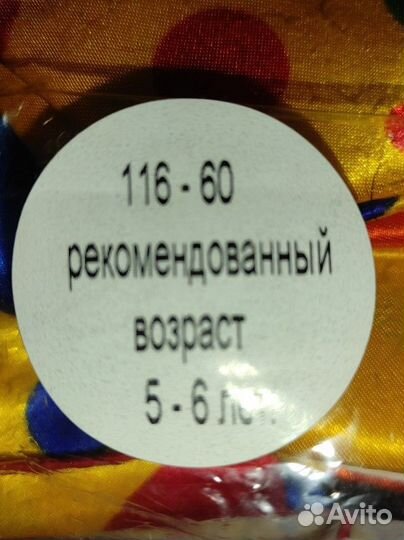 116 - 60
рекомендованный
возраст
5 - 6 лет.
Avito